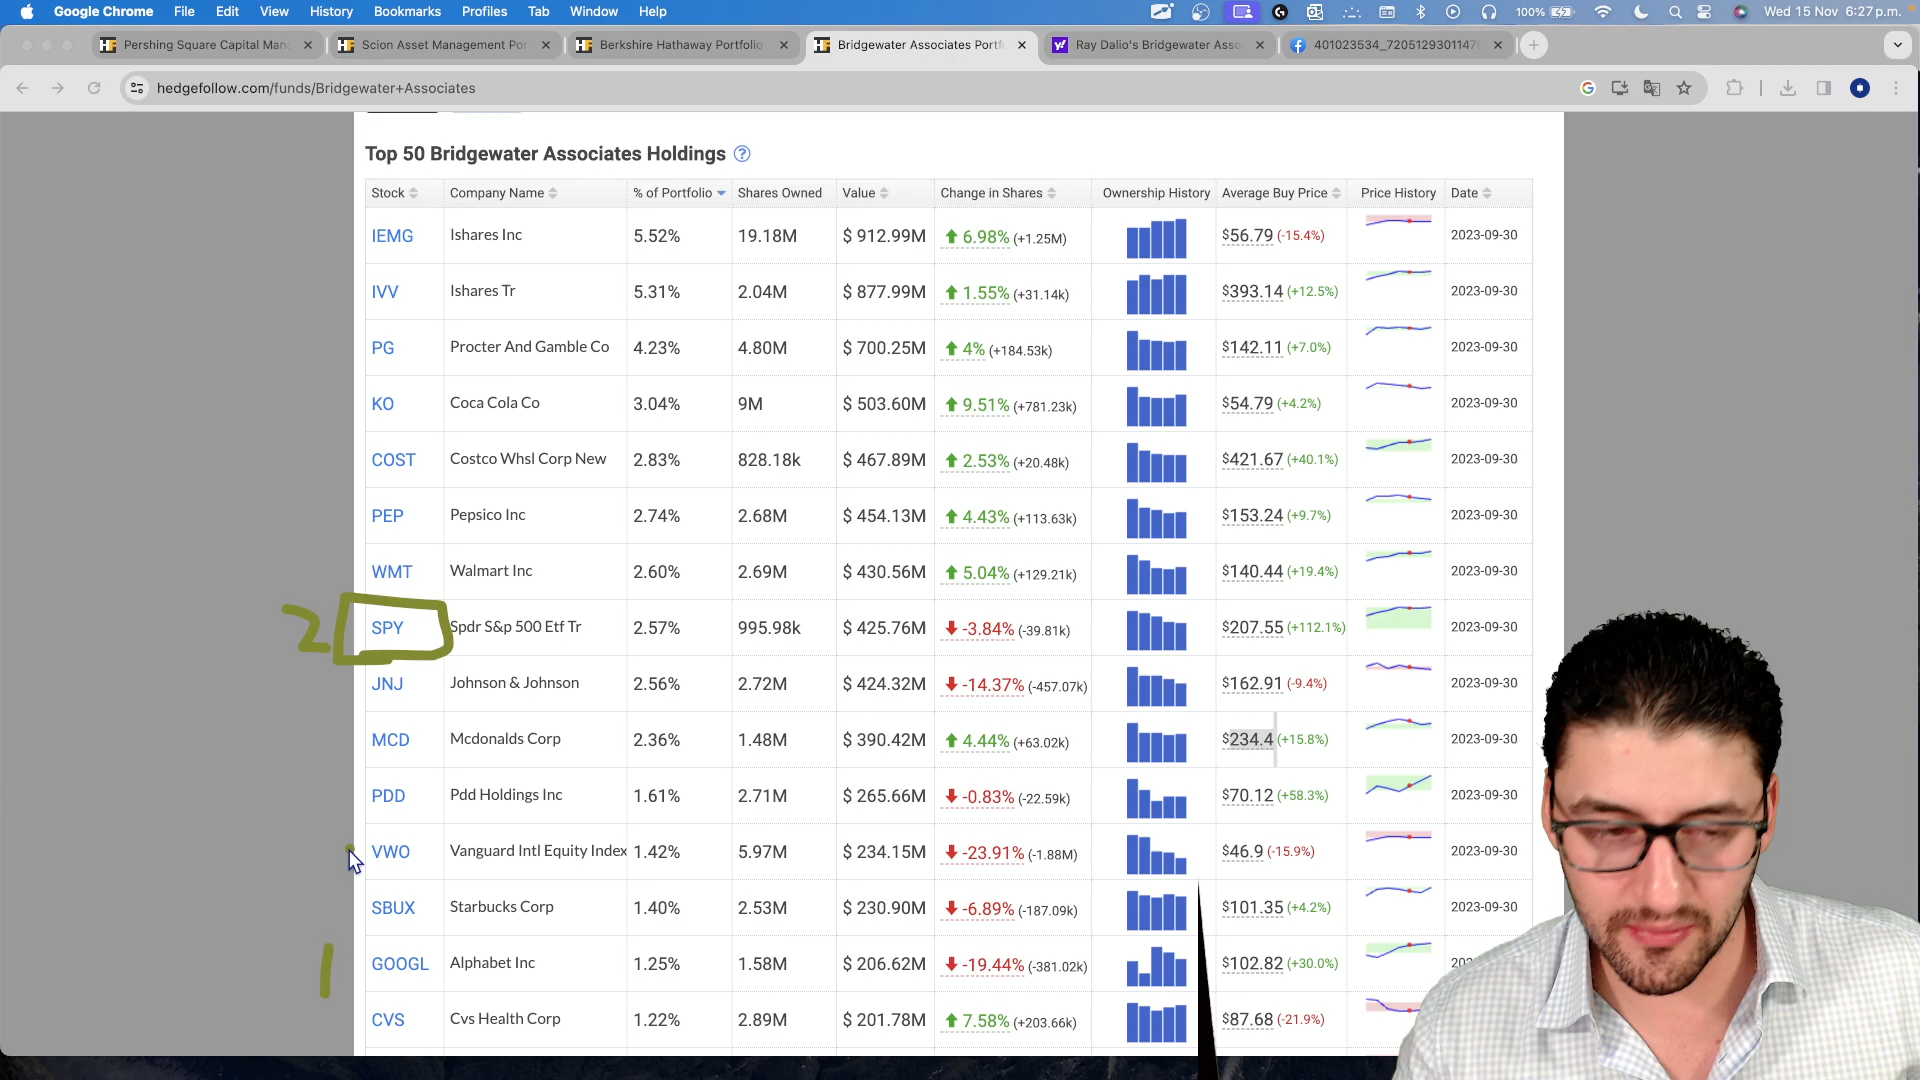 Google Chrome File Edit View History Bookmarks Profiles Tab Window Help 100% Wed 15 Nov 6:27 p.m.
Pershing Square Capital Mana Scion Asset Management Por Berkshire Hathaway Portfolio Bridgewater Associates Portfo Ray Dalio's Bridgewater Asso 401023534_720512930114
hedgefollow.com/funds/Bridgewater+Associates
Top 50 Bridgewater Associates Holdings ?
Stock Company Name % of Portfolio Shares Owned Value Change in Shares Ownership History Average Buy Price Price History Date
IEMG Ishares Inc 5.52% 19.18M $ 912.99M 6.98% (+1.25M) $56.79 (-15.4%) 2023-09-30
IVV Ishares Tr 5.31% 2.04M $ 877.99M 1.55% (+31.14k) $393.14 (+12.5%) 2023-09-30
PG Procter And Gamble Co 4.23% 4.80M $ 700.25M 4% (+184.53k) $142.11 (+7.0%) 2023-09-30
KO Coca Cola Co 3.04% 9M $ 503.60M 9.51% (+781.23k) $54.79 (+4.2%) 2023-09-30
COST Costco Whsl Corp New 2.83% 828.18k $ 467.89M 2.53% (+20.48k) $421.67 (+40.1%) 2023-09-30
PEP Pepsico Inc 2.74% 2.68M $ 454.13M 4.43% (+113.63k) $153.24 (+9.7%) 2023-09-30
WMT Walmart Inc 2.60% 2.69M $ 430.56M 5.04% (+129.21k) $140.44 (+19.4%) 2023-09-30
2 SPY Spdr S&p 500 Etf Tr 2.57% 995.98k $ 425.76M -3.84% (-39.81k) $207.55 (+112.1%) 2023-09-30
JNJ Johnson & Johnson 2.56% 2.72M $ 424.32M -14.37% (-457.07k) $162.91 (-9.4%) 2023-09-30
MCD Mcdonalds Corp 2.36% 1.48M $ 390.42M 4.44% (+63.02k) $234.4 (+15.8%) 2023-09-30
PDD Pdd Holdings Inc 1.61% 2.71M $ 265.66M -0.83% (-22.59k) $70.12 (+58.3%) 2023-09-30
VWO Vanguard Intl Equity Index 1.42% 5.97M $ 234.15M -23.91% (-1.88M) $46.9 (-15.9%) 2023-09-30
SBUX Starbucks Corp 1.40% 2.53M $ 230.90M -6.89% (-187.09k) $101.35 (+4.2%) 2023-09-30
1 GOOGL Alphabet Inc 1.25% 1.58M $ 206.62M -19.44% (-381.02k) $102.82 (+30.0%) 202
CVS Cvs Health Corp 1.22% 2.89M $ 201.78M 7.58% (+203.66k) $87.68 (-21.9%)